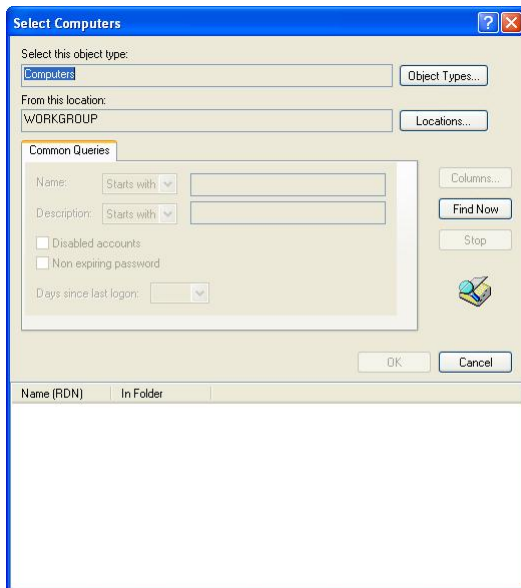 Select Computers
Select this object type:
Computers
Object Types...
From this location:
WORKGROUP
Locations...
Common Queries
Name:
Starts with
Columns...
Description:
Starts with
Find Now
Disabled accounts
Stop
Non expiring password
Days since last logon:
OK
Cancel
Name (RDN)
In Folder